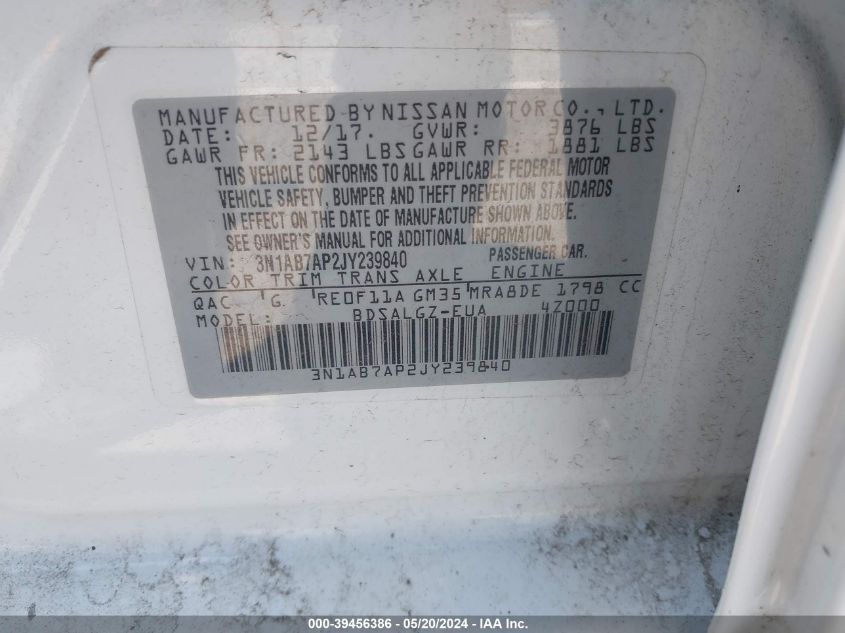 MANUFACTURED BY NISSAN MOTOR CO., LTD.
DATE: 12/17. GVWR: 3876 LBS
GAWR FR: 2143 LBS GAWR RR: 1881 LBS
THIS VEHICLE CONFORMS TO ALL APPLICABLE FEDERAL MOTOR
VEHICLE SAFETY, BUMPER AND THEFT PREVENTION STANDARDS
IN EFFECT ON THE DATE OF MANUFACTURE SHOWN ABOVE.
SEE OWNER'S MANUAL FOR ADDITIONAL INFORMATION.
VIN: 3N1AB7AP2JY239840 PASSENGER CAR.
COLOR TRIM TRANS AXLE ENGINE
QAC G RE0F11A GM35 MRA8DE 1798 CC
MODEL: BDSALGZ-EUA 4Z000
3N1AB7AP2JY239840
000-39456386 - 05/20/2024 - IAA Inc.